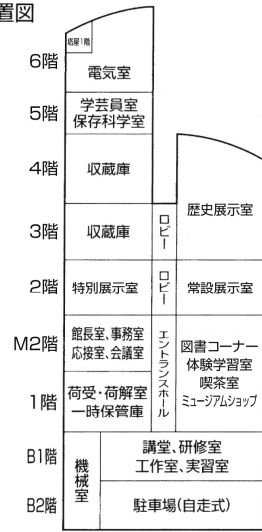 置図
塔屋1階
6階
電気室
5階
学芸員室
保存科学室
4階
収蔵庫
歴史展示室
3階
収蔵庫
ロビー
2階
特別展示室
ロビー
常設展示室
M2階
館長室、事務室
応接室、会議室
エントランスホール
図書コーナー
体験学習室
喫茶室
ミュージアムショップ
1階
荷受・荷解室
一時保管庫
B1階
機械室
講堂、研修室
工作室、実習室
B2階
駐車場(自走式)